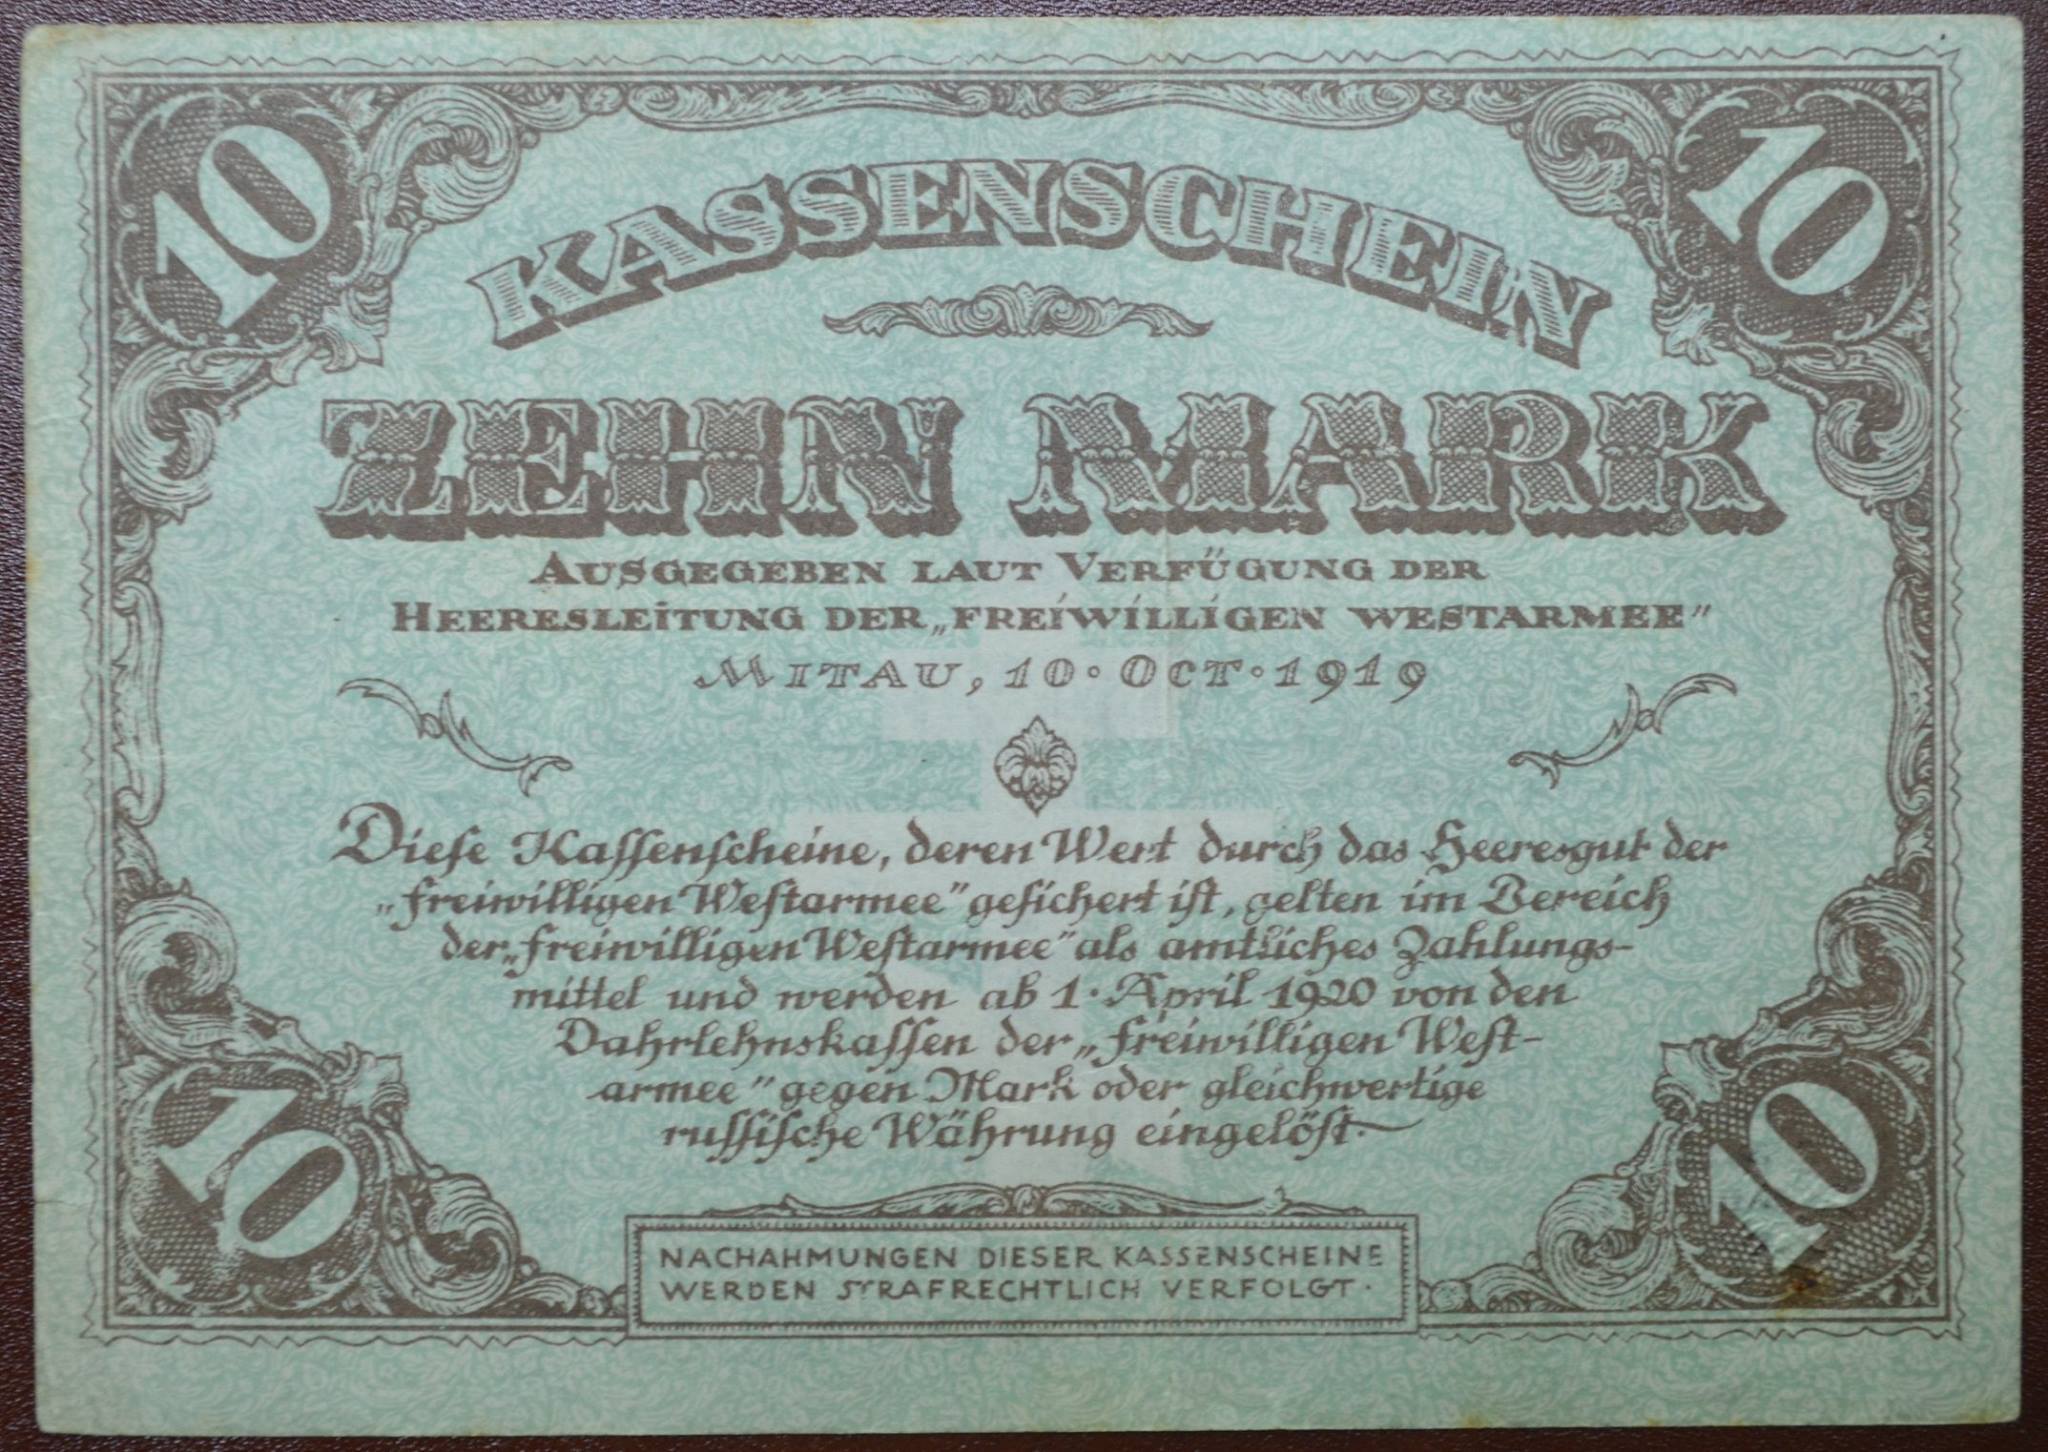 10 10
KASSENSCHEIN
ZEHN MARK
AUSGEGEBEN LAUT VERFÜGUNG DER
HEERESLEITUNG DER „FREIWILLIGEN WESTARMEE"
MITAU, 10. OCT. 1919
Dieſe Kaſſenſcheine, deren Wert durch das Heeresgut der
„freiwilligen Weſtarmee" geſichert iſt, gelten im Bereich
der „freiwilligen Weſtarmee" als amtliches Zahlungs-
mittel und werden ab 1. April 1920 von den
Dahrlehnskaſſen der „freiwilligen Weſt-
armee" gegen Mark oder gleichwertige
ruſſiſche Währung eingelöſt.
10 10
NACHAHMUNGEN DIESER KASSENSCHEINE
WERDEN STRAFRECHTLICH VERFOLGT.